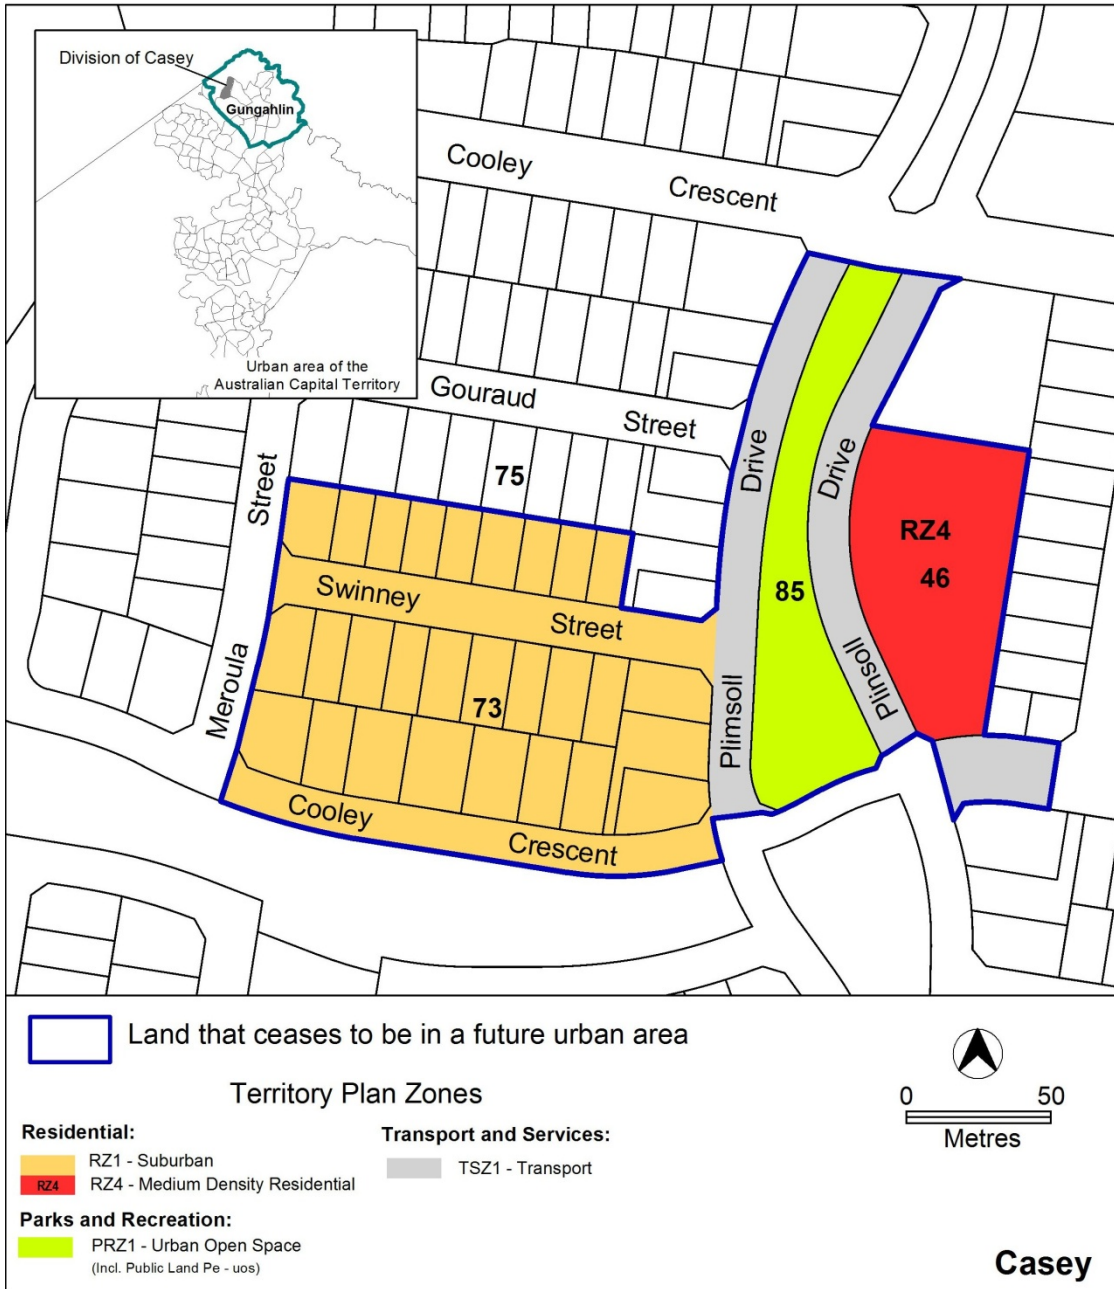 Division of Casey
Gungahlin
Urban area of the
Australian Capital Territory
Cooley
Crescent
Gouraud
Street
75
Street
Meroula
Swinney
Street
73
Cooley
Crescent
Drive
Plimsoll
85
Drive
Plinsoll
RZ4
46
Land that ceases to be in a future urban area
Territory Plan Zones
Residential:
RZ1 - Suburban
RZ4
RZ4 - Medium Density Residential
Transport and Services:
TSZ1 - Transport
Parks and Recreation:
PRZ1 - Urban Open Space
(Incl. Public Land Pe - uos)
0 50
Metres
Casey